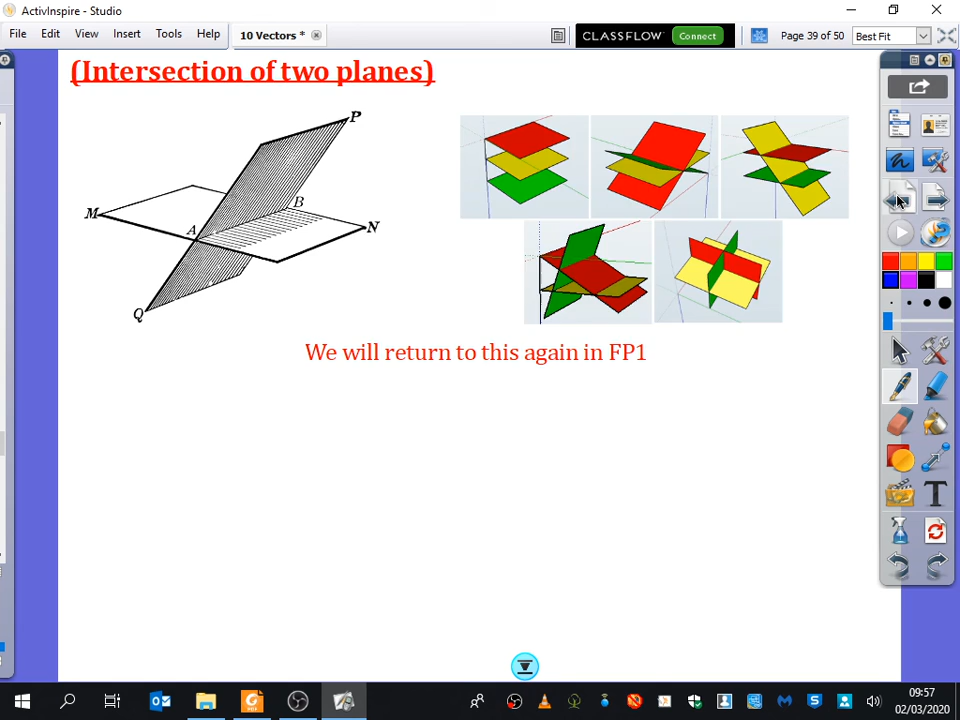 ActivInspire - Studio
File Edit View Insert Tools Help
10 Vectors *
CLASSFLOW Connect
Page 39 of 50
Best Fit
(Intersection of two planes)
P
M
B
A
N
Q
We will return to this again in FP1
T
09:57
02/03/2020